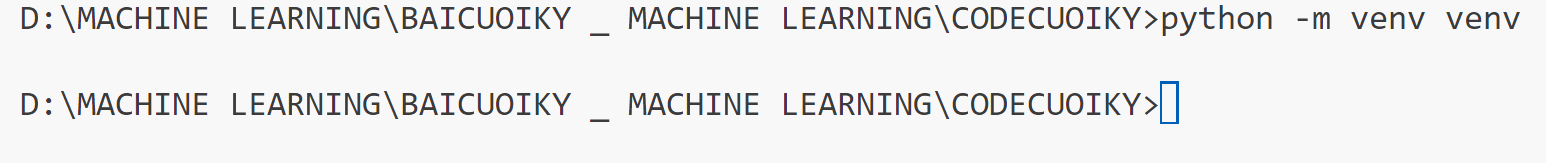 D:\MACHINE LEARNING\BAICUOIKY _ MACHINE LEARNING\CODECUOIKY>python -m venv venv
D:\MACHINE LEARNING\BAICUOIKY _ MACHINE LEARNING\CODECUOIKY>